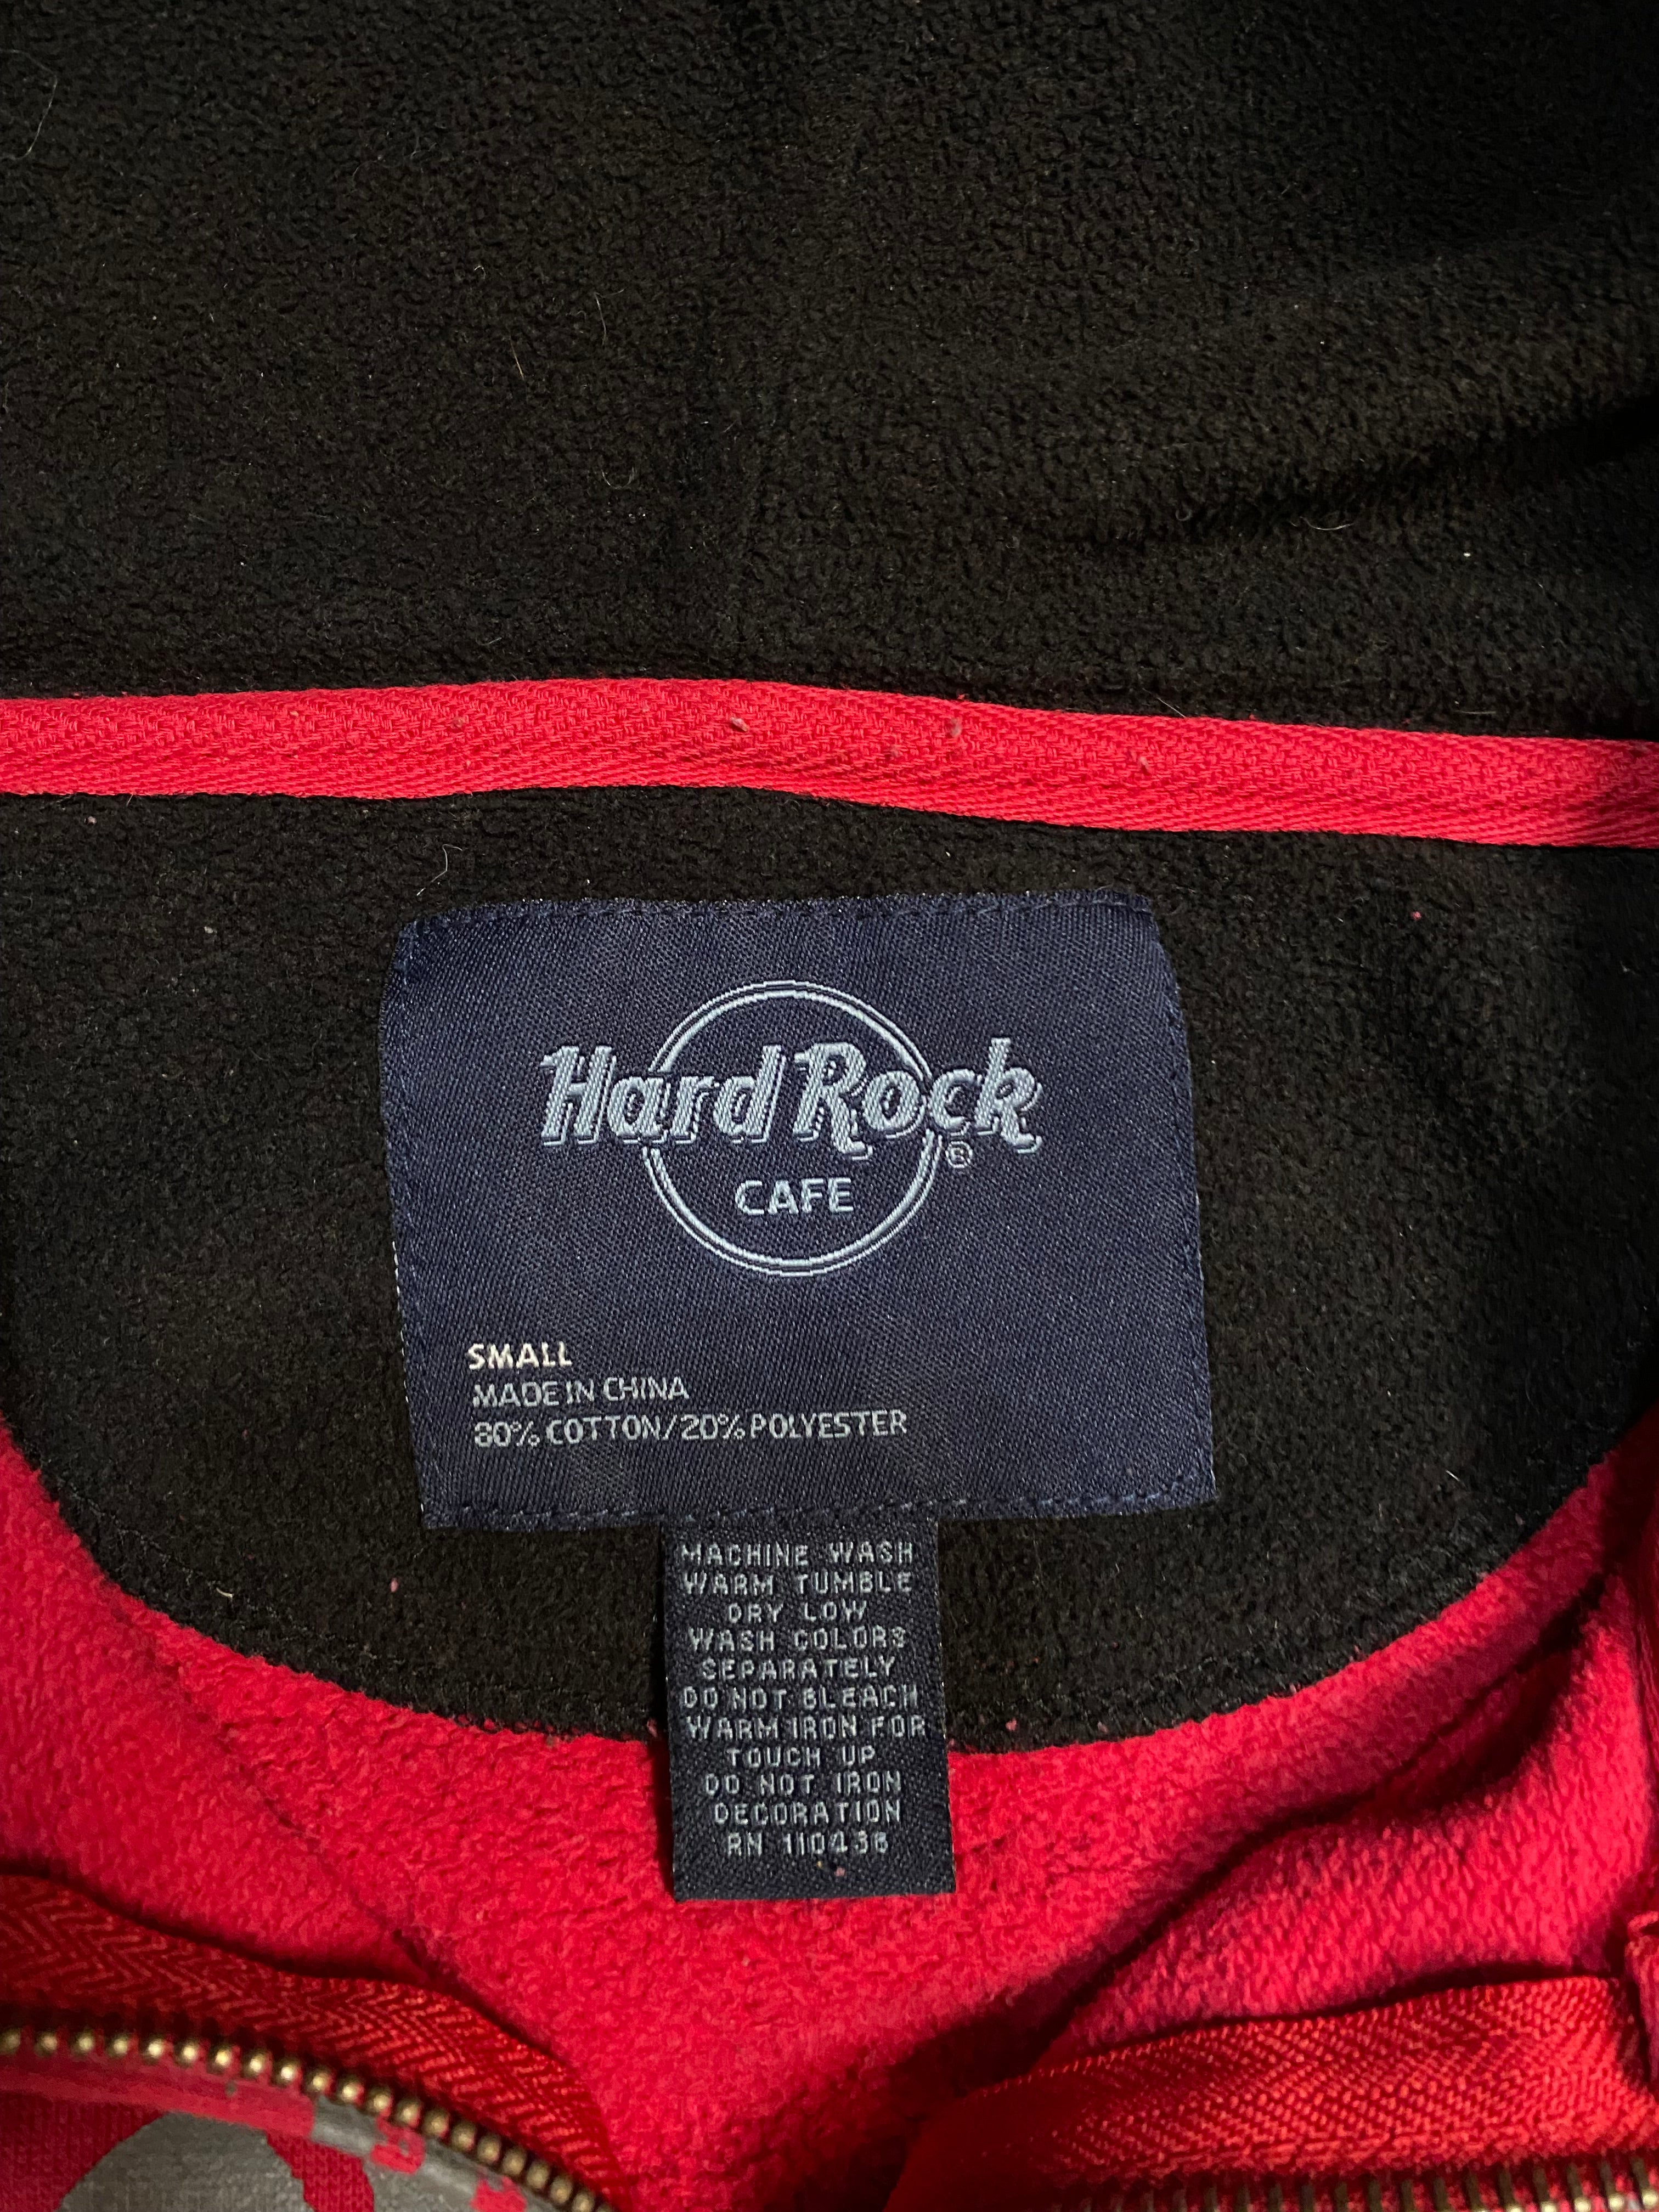 Hard Rock
®
CAFE
SMALL
MADE IN CHINA
80% COTTON/20% POLYESTER
MACHINE WASH
WARM TUMBLE
DRY LOW
WASH COLORS
SEPARATELY
DO NOT BLEACH
WARM IRON FOR
TOUCH UP
DO NOT IRON
DECORATION
RN 110436